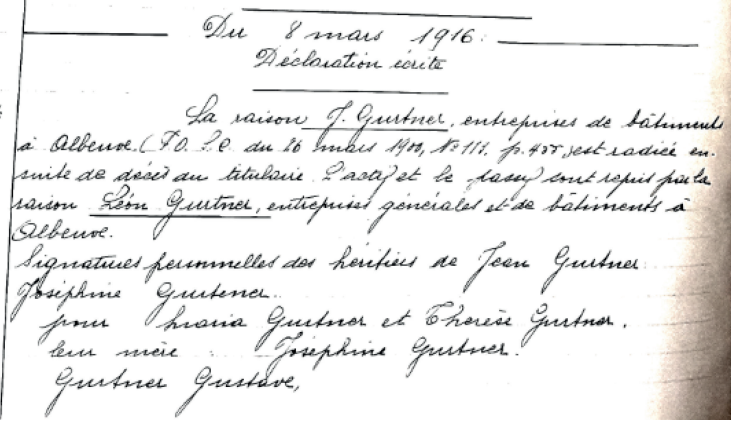 Du 8 mars 1916.
Déclaration écrite
La raison J. Gurtner, entreprises de bâtiments
à Albeuve. (F. O. S. C. du 26 mars 1900, No 111, p.        ) est radiée en-
suite de décès du titulaire. L'actif et le passif sont repris par la
raison Léon Gurtner, entreprises générales et de bâtiments à
Albeuve.
Signatures personnelles des héritiers de Jean Gurtner
Joséphine Gurtener.
pour Maria Gurtner et Thérèse Gurtner.
leur mère : Joséphine Gurtner.
Gurtner Gustave,